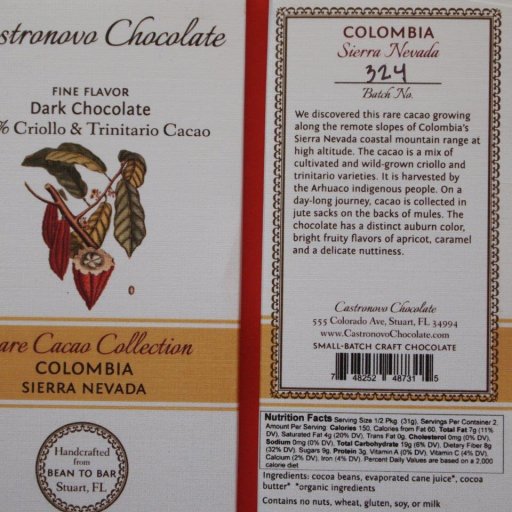 stronovo Chocolate
FINE FLAVOR
Dark Chocolate
% Criollo & Trinitario Cacao
are Cacao Collection
COLOMBIA
SIERRA NEVADA
Handcrafted
from
BEAN TO BAR
Stuart, FL
COLOMBIA
Sierra Nevada
324
Batch No.
We discovered this rare cacao growing
along the remote slopes of Colombia's
Sierra Nevada coastal mountain range at
high altitude. The cacao is a mix of
cultivated and wild-grown criollo and
trinitario varieties. It is harvested by
the Arhuaco indigenous people. On a
day-long journey, cacao is collected in
jute sacks on the backs of mules. The
chocolate has a distinct auburn color,
bright fruity flavors of apricot, caramel
and a delicate nuttiness.
Castronovo Chocolate
555 Colorado Ave, Stuart, FL 34994
www.CastronovoChocolate.com
SMALL-BATCH CRAFT CHOCOLATE
7 48252 48731 5
Nutrition Facts Serving Size 1/2 Pkg. (31g), Servings Per Container 2,
Amount Per Serving: Calories 150, Calories from Fat 60, Total Fat 7g (11%
DV), Saturated Fat 4g (20% DV), Trans Fat 0g, Cholesterol 0mg (0% DV),
Sodium 0mg (0% DV), Total Carbohydrate 19g (6% DV), Dietary Fiber 8g
(32% DV), Sugars 9g, Protein 3g, Vitamin A (0% DV), Vitamin C (4% DV),
Calcium (2% DV), Iron (4% DV). Percent Daily Values are based on a 2,000
calorie diet
Ingredients: cocoa beans, evaporated cane juice*, cocoa
butter* *organic ingredients
Contains no nuts, wheat, gluten, soy, or milk